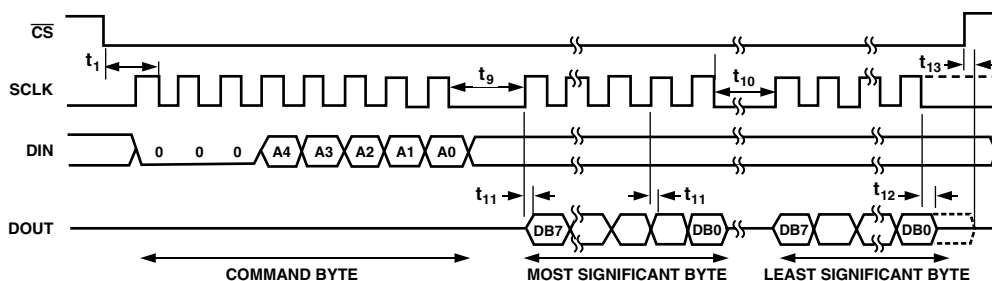 CS
t1
t9
t10
t13
SCLK
DIN
0 0 0 A4 A3 A2 A1 A0
t11
t11
t12
DOUT
DB7
DB0
DB7
DB0
COMMAND BYTE
MOST SIGNIFICANT BYTE
LEAST SIGNIFICANT BYTE